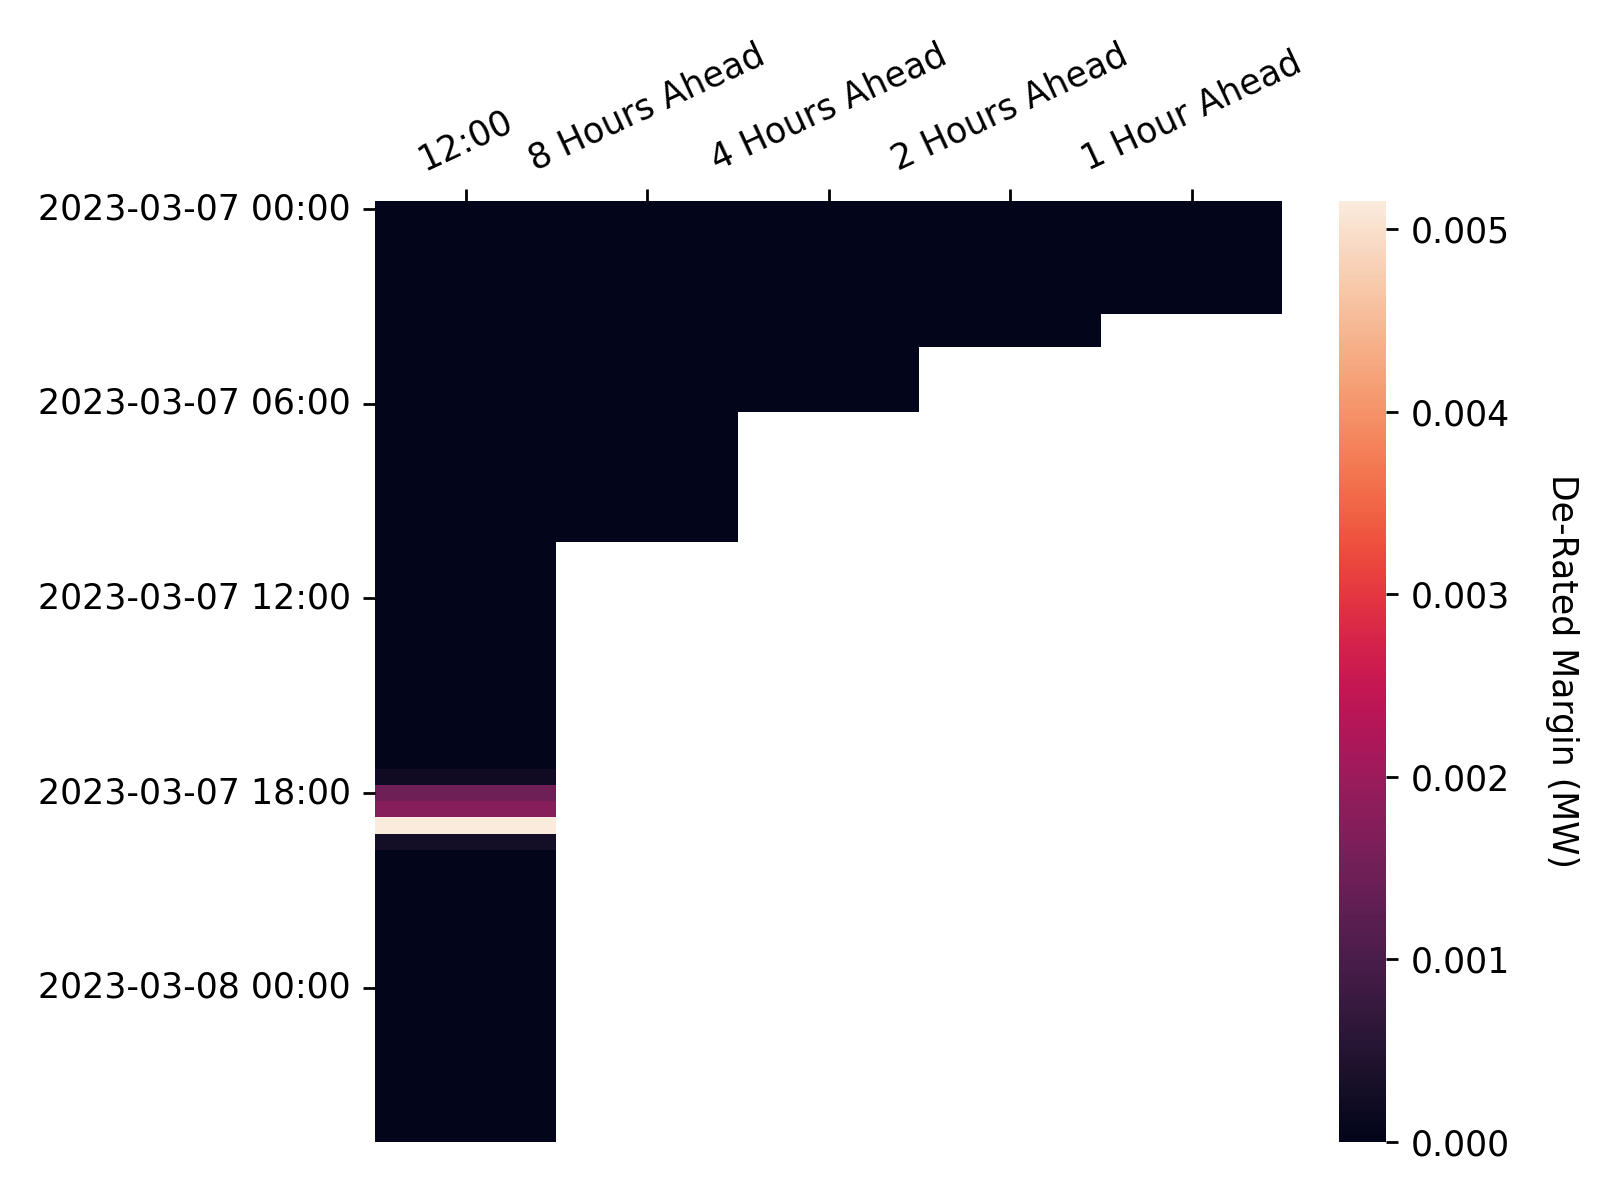 12:00
8 Hours Ahead
4 Hours Ahead
2 Hours Ahead
1 Hour Ahead
2023-03-07 00:00
2023-03-07 06:00
2023-03-07 12:00
2023-03-07 18:00
2023-03-08 00:00
0.005
0.004
0.003
0.002
0.001
0.000
De-Rated Margin (MW)